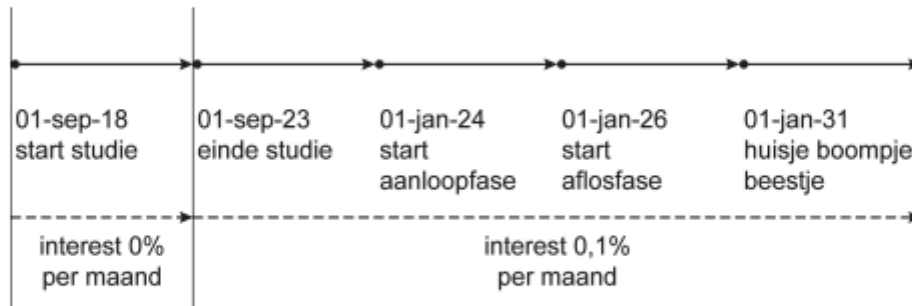 01-sep-18
start studie
01-sep-23
einde studie
01-jan-24
start
aanloopfase
01-jan-26
start
aflosfase
01-jan-31
huisje boompje
beestje
interest 0%
per maand
interest 0,1%
per maand